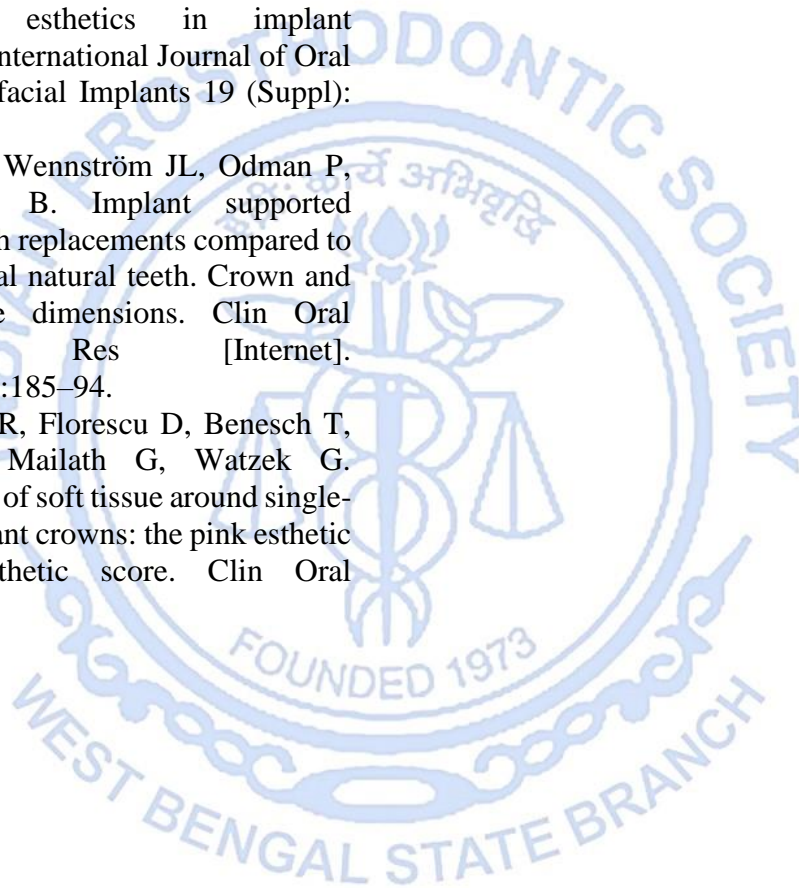 esthetics in implant
International Journal of Oral
facial Implants 19 (Suppl):
Wennström JL, Odman P,
B. Implant supported
n replacements compared to
al natural teeth. Crown and
e dimensions. Clin Oral
Res [Internet].
:185–94.
R, Florescu D, Benesch T,
Mailath G, Watzek G.
of soft tissue around single-
ant crowns: the pink esthetic
thetic score. Clin Oral
INDIAN PROSTHODONTIC SOCIETY
कार्ये अभिवृद्धि
FOUNDED 1973
WEST BENGAL STATE BRANCH